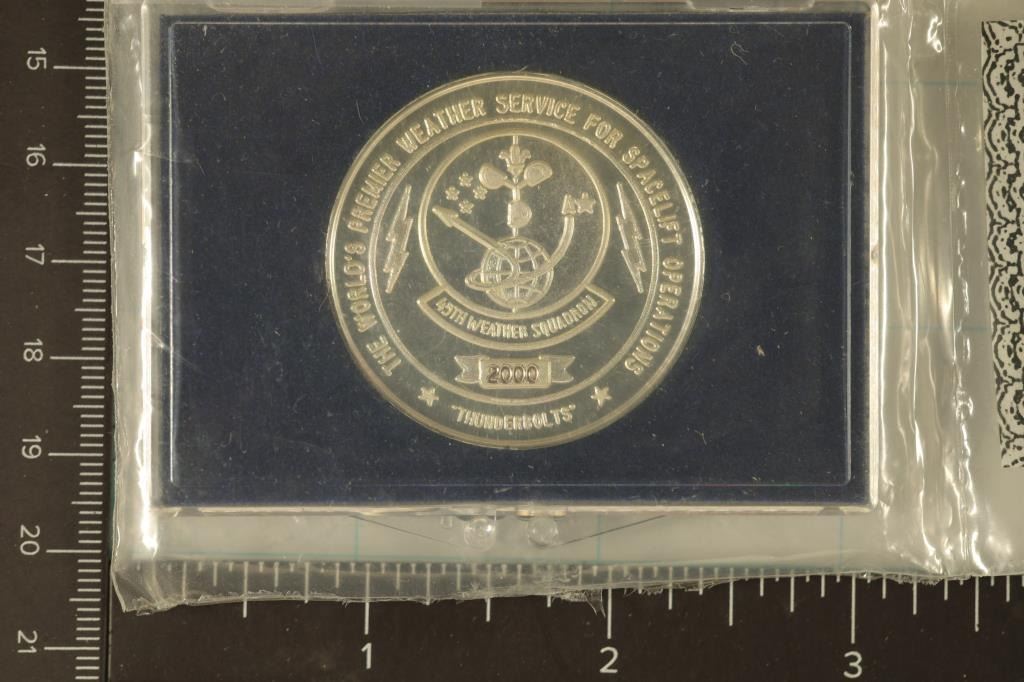 THE WORLD'S PREMIER WEATHER SERVICE FOR SPACELIFT OPERATIONS
45TH WEATHER SQUADRON
2000
"THUNDERBOLTS"
15
16
17
18
19
20
21
1 2 3